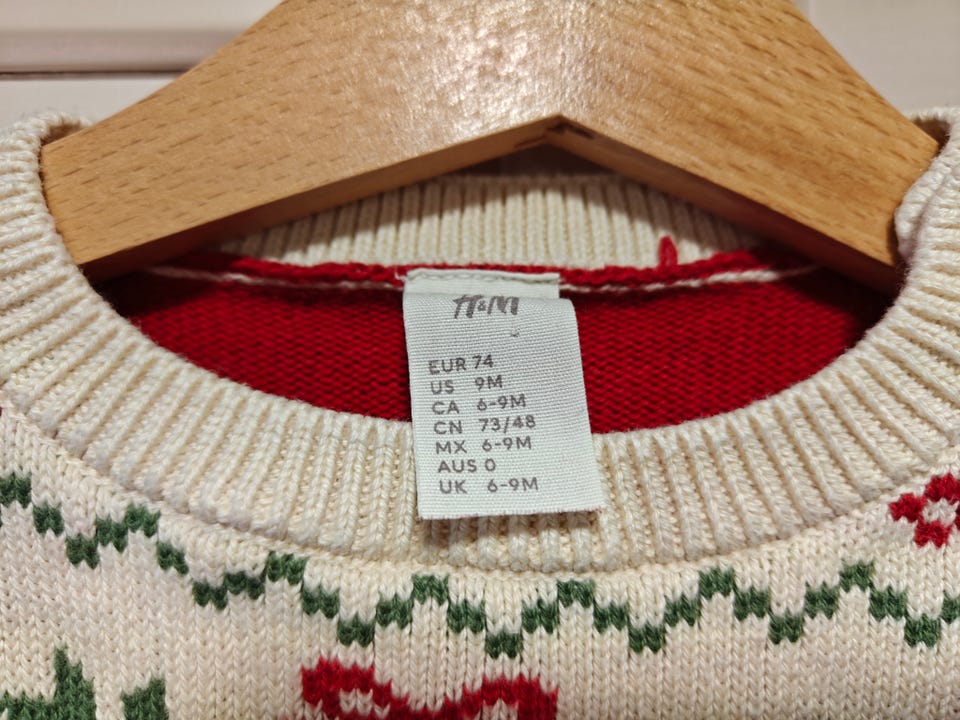 H&M
EUR 74
US 9M
CA 6-9M
CN 73/48
MX 6-9M
AUS 0
UK 6-9M